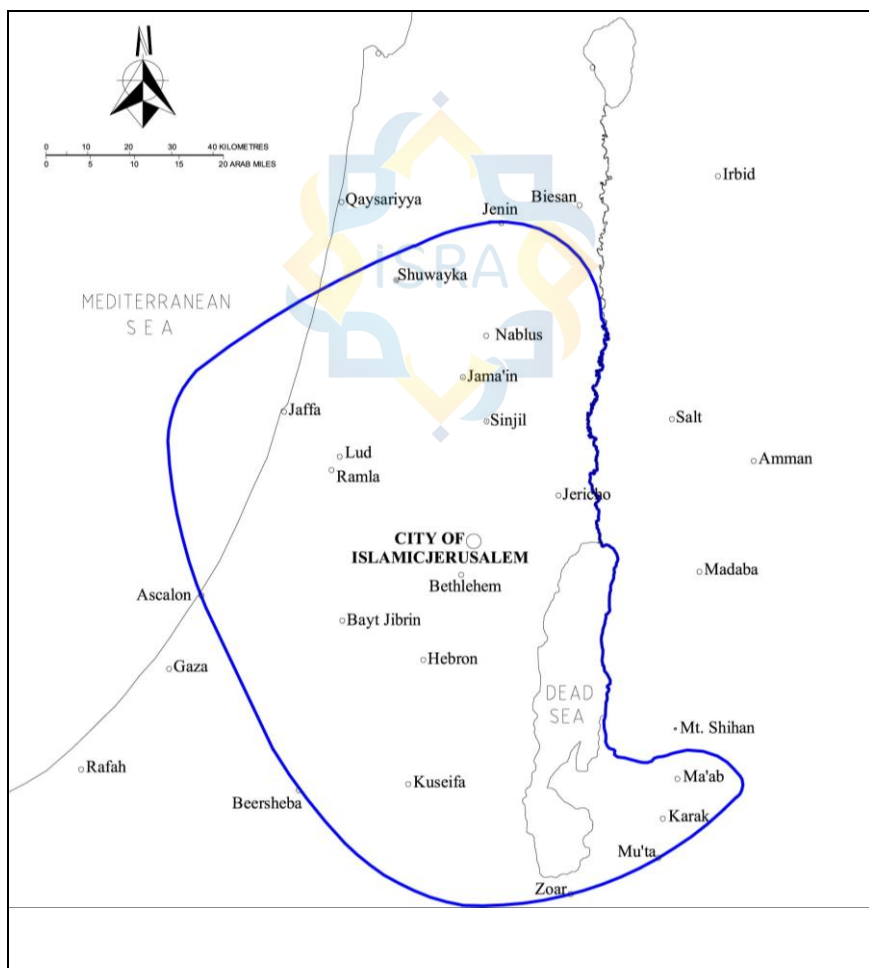 N
0 10 20 30 40 KILOMETRES
0 5 10 15 20 ARAB MILES
Irbid
Qaysariyya
Biesan
Jenin
iSRA
Shuwayka
MEDITERRANEAN
SEA
Nablus
Jama'in
Jaffa
Sinjil
Salt
Lud
Amman
Ramla
Jericho
CITY OF
ISLAMICJERUSALEM
Madaba
Bethlehem
Ascalon
Bayt Jibrin
Hebron
Gaza
DEAD
SEA
Mt. Shihan
Rafah
Ma'ab
Kuseifa
Beersheba
Karak
Mu'ta
Zoar